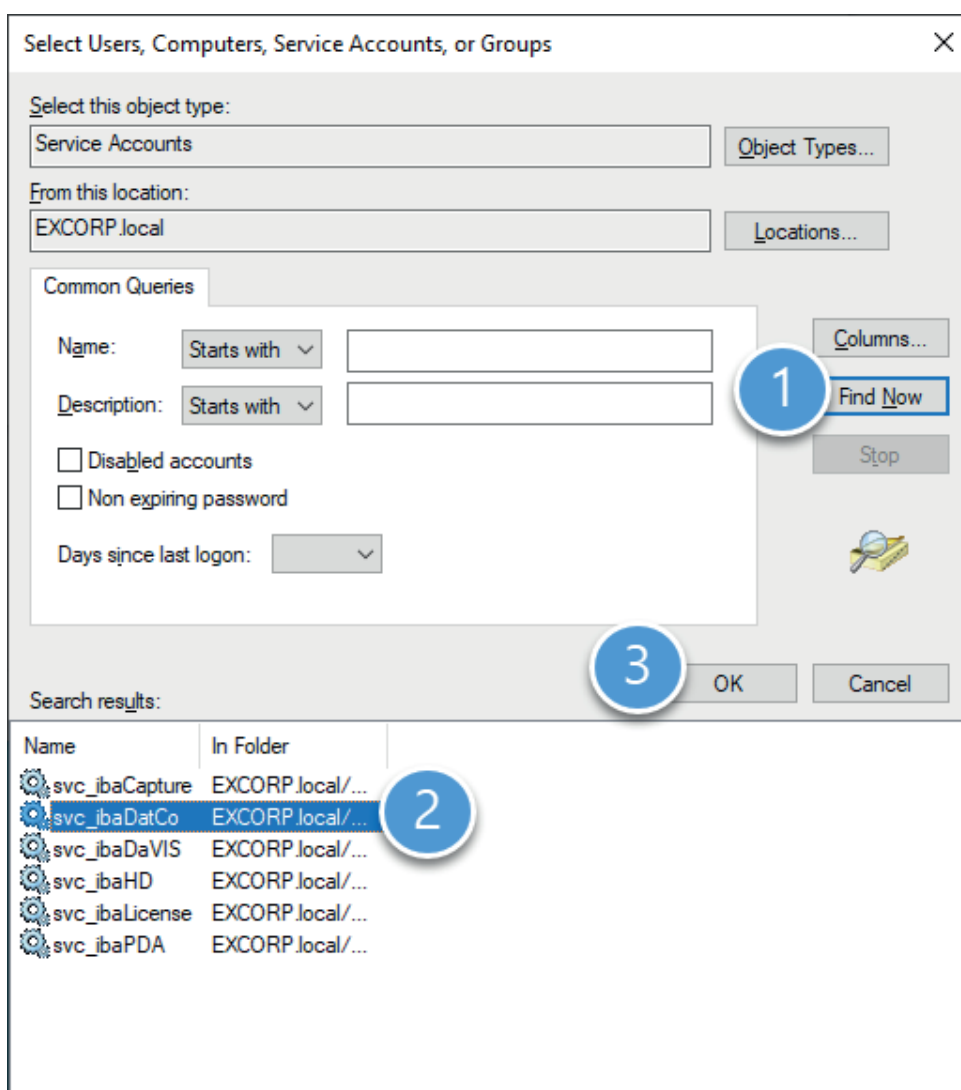 Select Users, Computers, Service Accounts, or Groups
Select this object type:
Service Accounts
Object Types...
From this location:
EXCORP.local
Locations...
Common Queries
Name:
Starts with
Columns...
1
Description:
Starts with
Find Now
Disabled accounts
Stop
Non expiring password
Days since last logon:
3
OK
Cancel
Search results:
Name In Folder
svc_ibaCapture EXCORP.local/...
svc_ibaDatCo EXCORP.local/...
2
svc_ibaDaVIS EXCORP.local/...
svc_ibaHD EXCORP.local/...
svc_ibaLicense EXCORP.local/...
svc_ibaPDA EXCORP.local/...